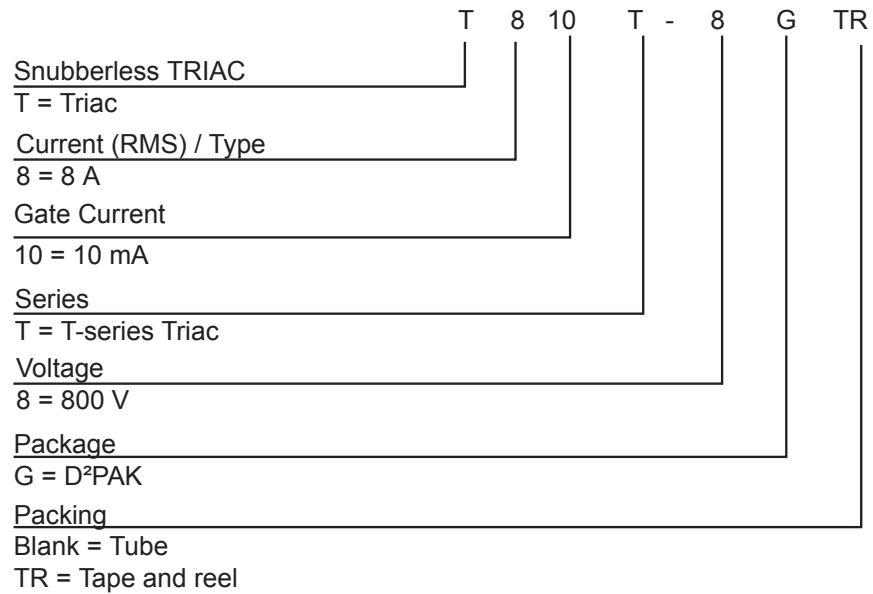 T 8 10 T - 8 G TR
Snubberless TRIAC
T = Triac
Current (RMS) / Type
8 = 8 A
Gate Current
10 = 10 mA
Series
T = T-series Triac
Voltage
8 = 800 V
Package
G = D²PAK
Packing
Blank = Tube
TR = Tape and reel